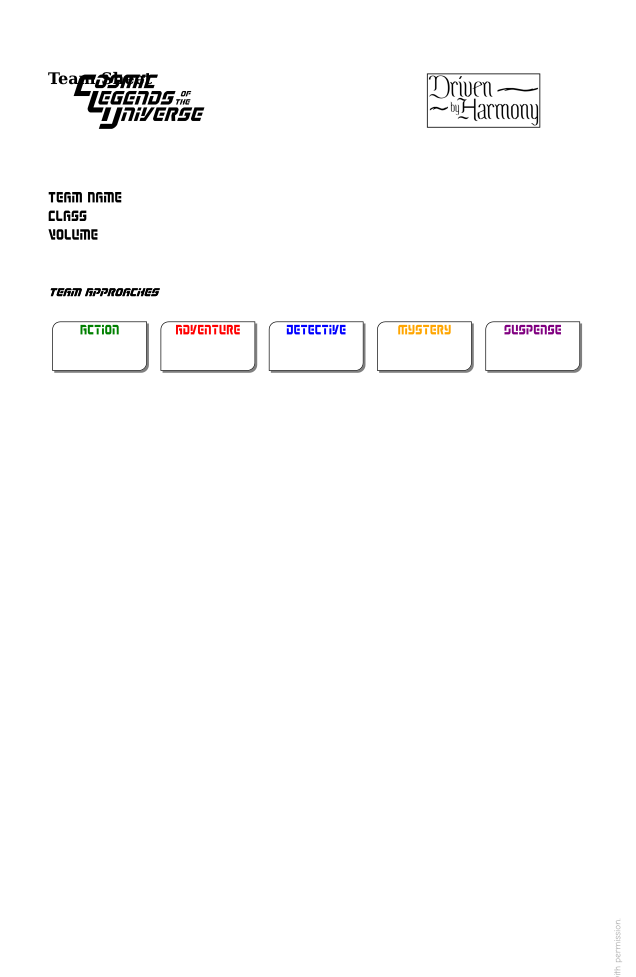 Team Sheet
COSMIC
LEGENDS OF
THE
UNIVERSE
Driven
by Harmony
TEAM NAME
CLASS
VOLUME
TEAM APPROACHES
ACTION
ADVENTURE
DETECTIVE
MYSTERY
SUSPENSE
permission